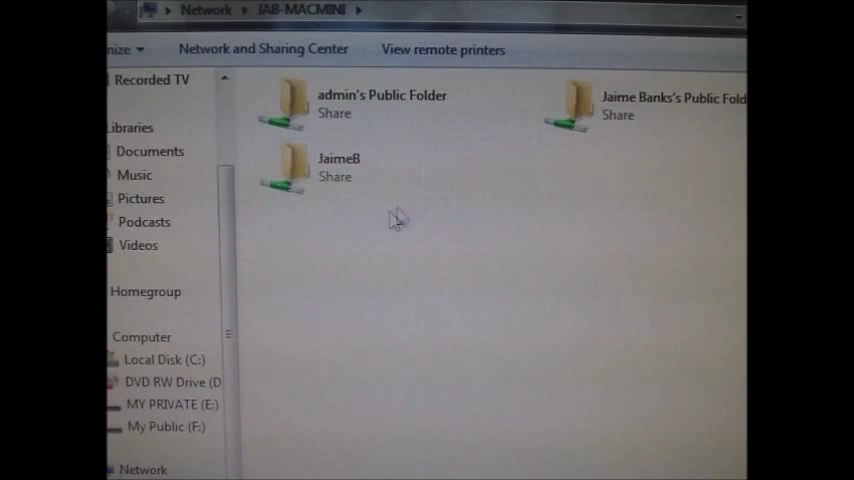 Network JAB-MACMINI
nize Network and Sharing Center View remote printers
Recorded TV
Libraries
Documents
Music
Pictures
Podcasts
Videos
Homegroup
Computer
Local Disk (C:)
DVD RW Drive (D
MY PRIVATE (E:)
My Public (F:)
Network
admin's Public Folder
Share
Jaime Banks's Public Fold
Share
JaimeB
Share